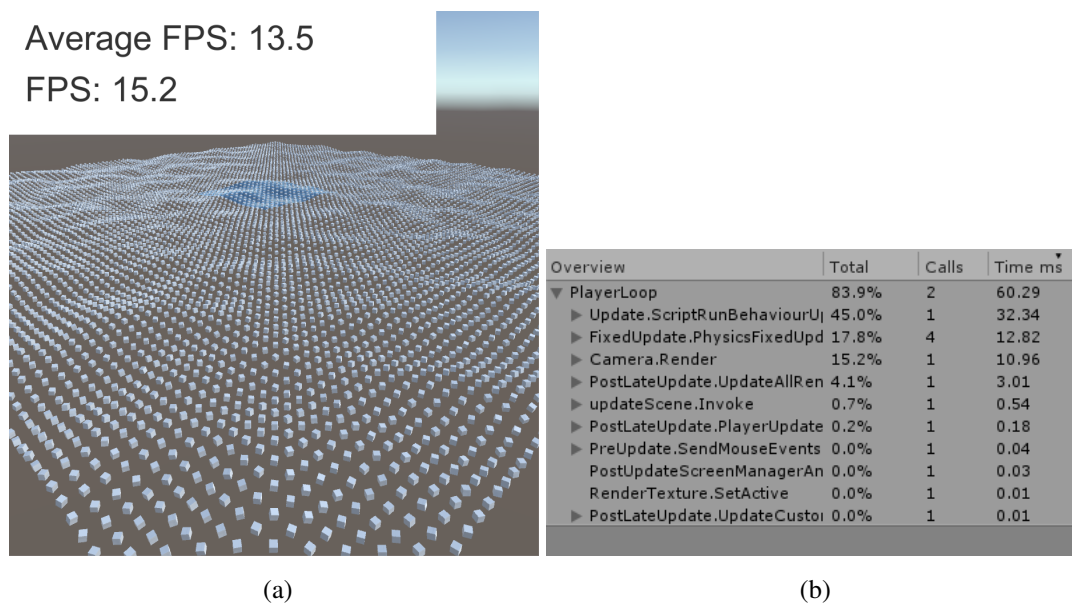 Average FPS: 13.5
FPS: 15.2
Overview Total Calls Time ms
PlayerLoop 83.9% 2 60.29
Update.ScriptRunBehaviourU 45.0% 1 32.34
FixedUpdate.PhysicsFixedUpd 17.8% 4 12.82
Camera.Render 15.2% 1 10.96
PostLateUpdate.UpdateAllRen 4.1% 1 3.01
updateScene.Invoke 0.7% 1 0.54
PostLateUpdate.PlayerUpdate 0.2% 1 0.18
PreUpdate.SendMouseEvents 0.0% 1 0.04
PostUpdateScreenManagerAn 0.0% 1 0.03
RenderTexture.SetActive 0.0% 1 0.01
PostLateUpdate.UpdateCusto 0.0% 1 0.01
(a) (b)